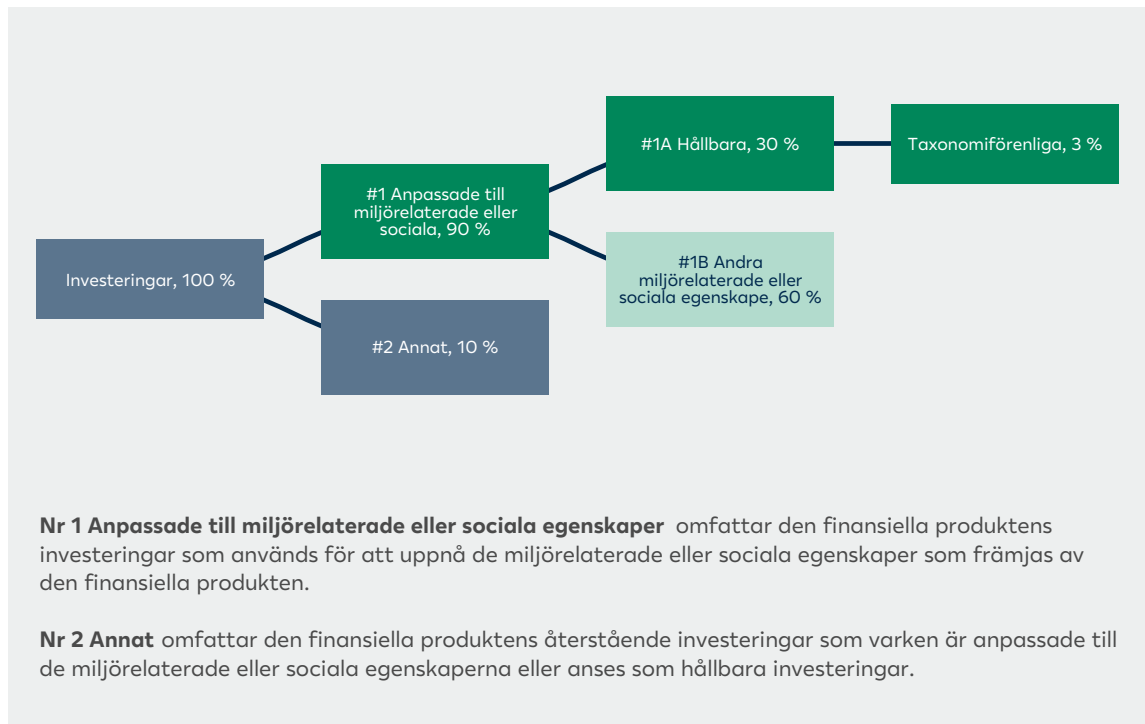 #1A Hållbara, 30 %
Taxonomiförenliga, 3 %
#1 Anpassade till
miljörelaterade eller
sociala, 90 %
Investeringar, 100 %
#1B Andra
miljörelaterade eller
sociala egenskape, 60 %
#2 Annat, 10 %
Nr 1 Anpassade till miljörelaterade eller sociala egenskaper omfattar den finansiella produktens
investeringar som används för att uppnå de miljörelaterade eller sociala egenskaper som främjas av
den finansiella produkten.
Nr 2 Annat omfattar den finansiella produktens återstående investeringar som varken är anpassade till
de miljörelaterade eller sociala egenskaperna eller anses som hållbara investeringar.